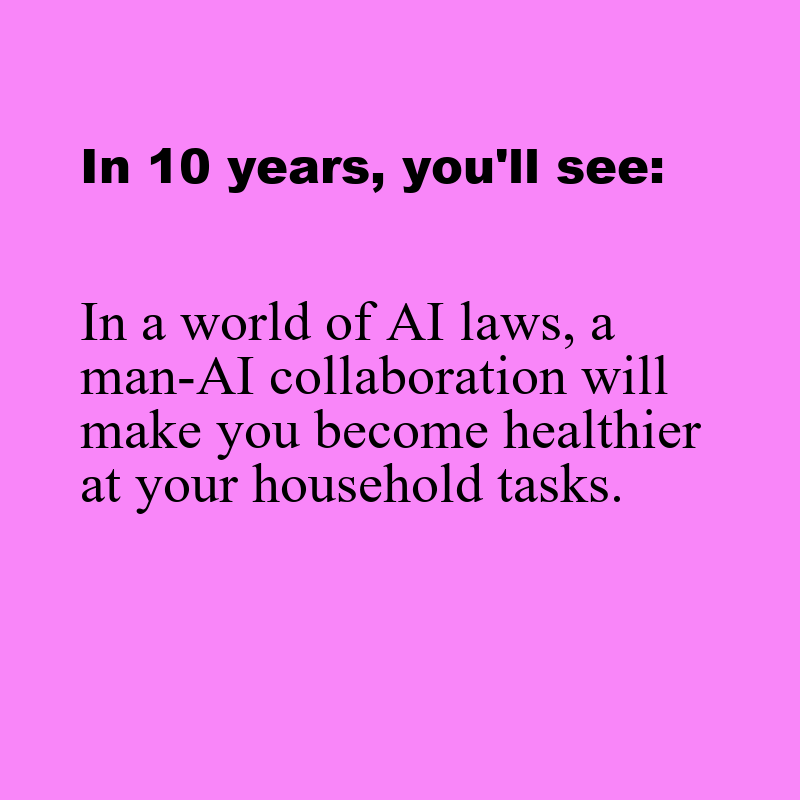 In 10 years, you'll see:
In a world of AI laws, a
man-AI collaboration will
make you become healthier
at your household tasks.